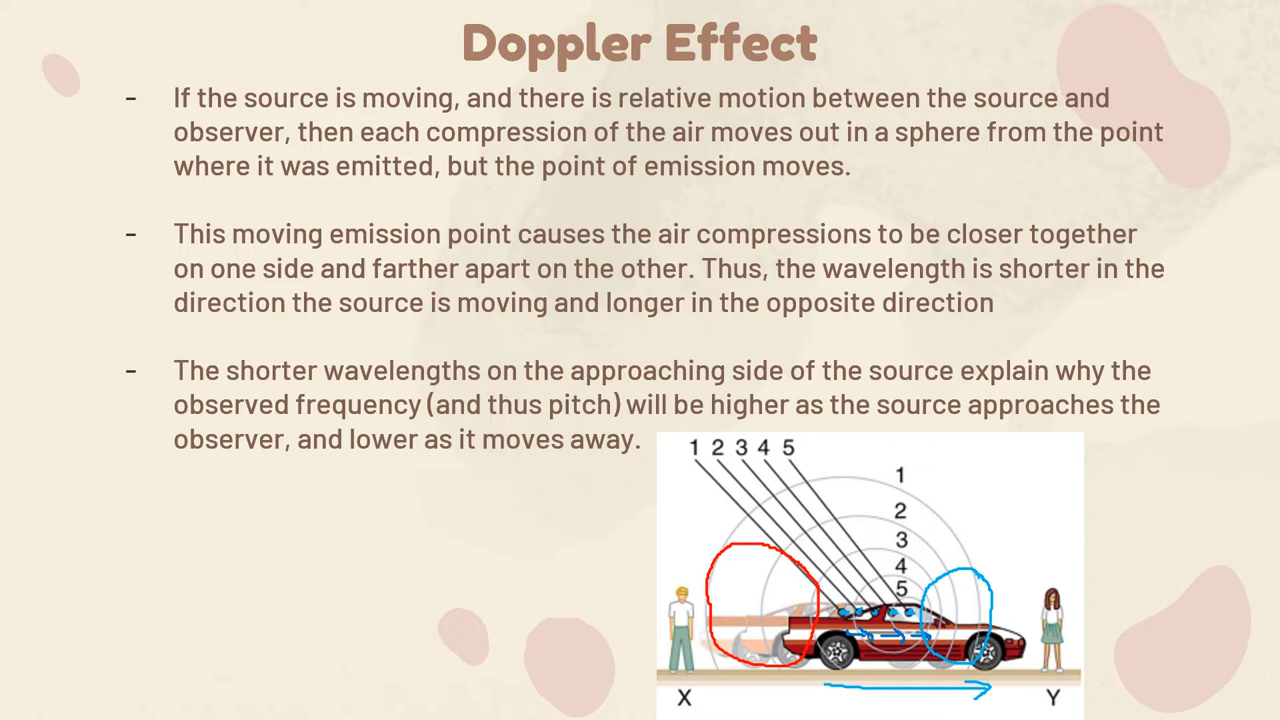 Doppler Effect
- If the source is moving, and there is relative motion between the source and
observer, then each compression of the air moves out in a sphere from the point
where it was emitted, but the point of emission moves.
- This moving emission point causes the air compressions to be closer together
on one side and farther apart on the other. Thus, the wavelength is shorter in the
direction the source is moving and longer in the opposite direction
- The shorter wavelengths on the approaching side of the source explain why the
observed frequency (and thus pitch) will be higher as the source approaches the
observer, and lower as it moves away.
1 2 3 4 5
1
2
3
4
5
X Y